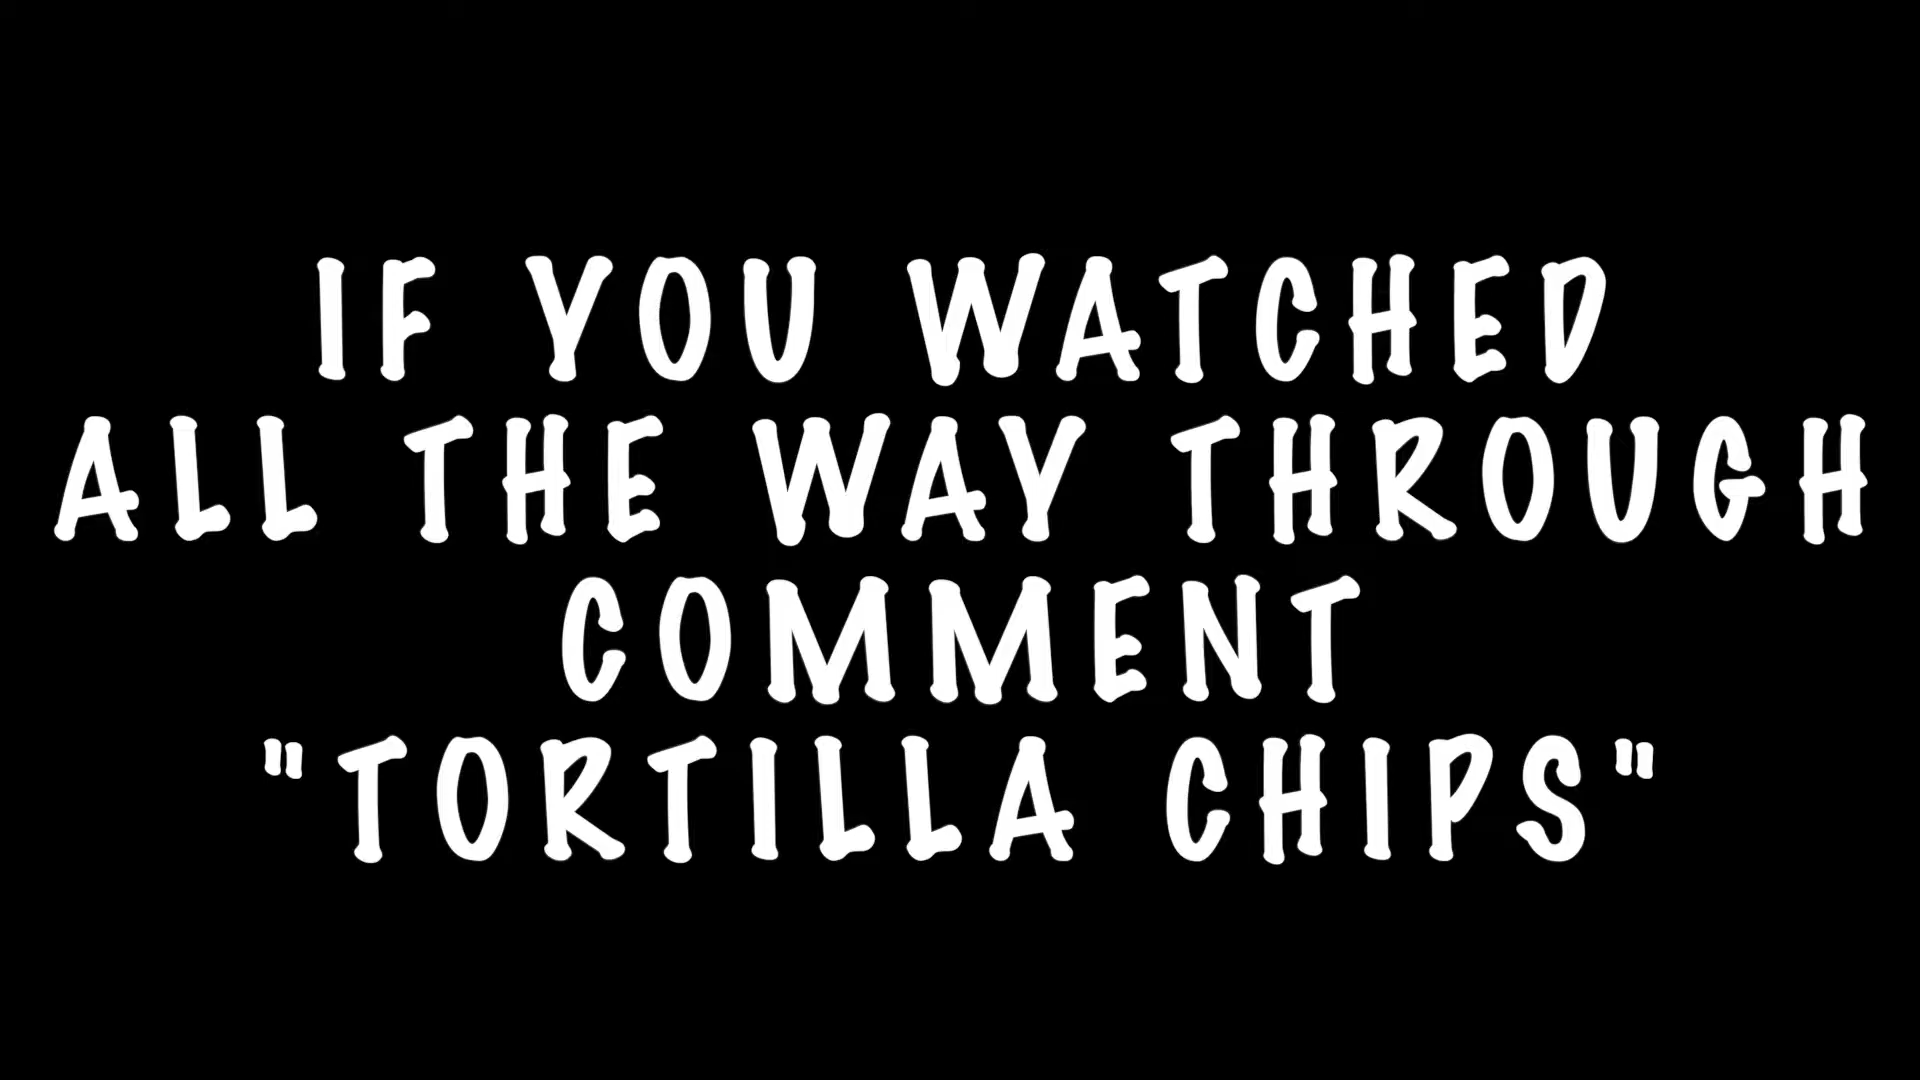 IF YOU WATCHED
ALL THE WAY THROUGH
COMMENT
"TORTILLA CHIPS"